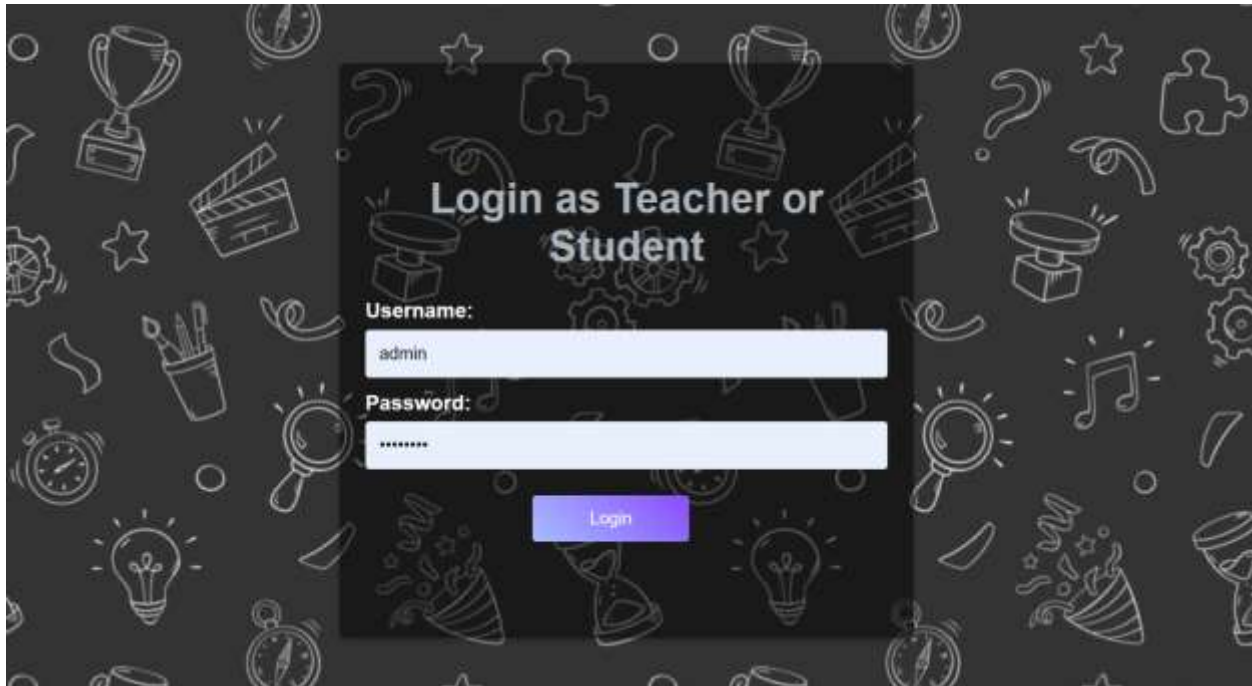 Login as Teacher or
Student
Username:
admin
Password:
••••••••
Login